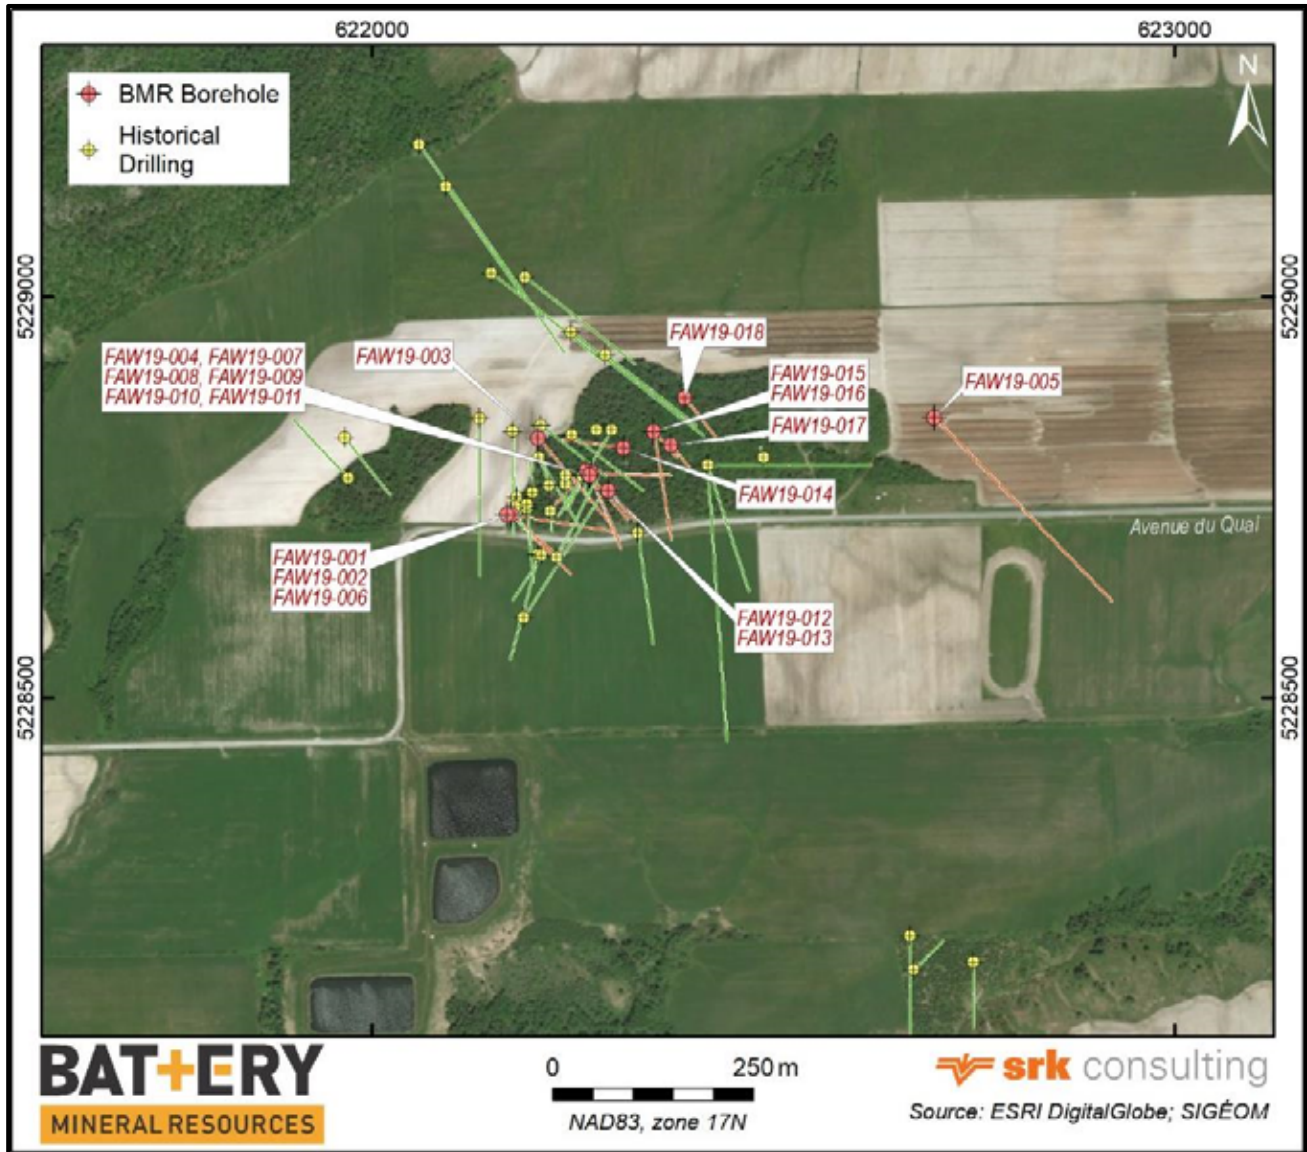 622000
623000
N
BMR Borehole
Historical
Drilling
5229000
5229000
FAW19-018
FAW19-004, FAW19-007
FAW19-008, FAW19-009
FAW19-010, FAW19-011
FAW19-003
FAW19-015
FAW19-016
FAW19-005
FAW19-017
FAW19-014
Avenue du Quai
FAW19-001
FAW19-002
FAW19-006
FAW19-012
FAW19-013
5228500
5228500
BATTERY
MINERAL RESOURCES
0 250 m
NAD83, zone 17N
srk consulting
Source: ESRI DigitalGlobe; SIGÉOM